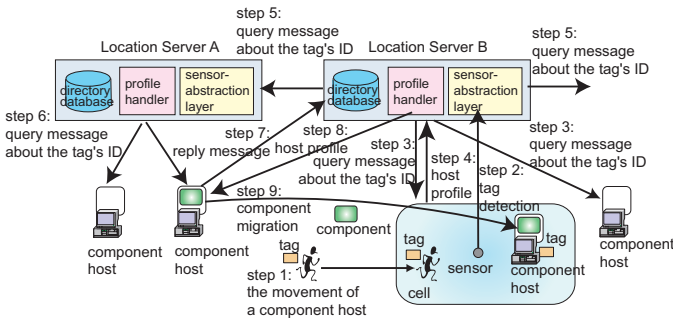 step 5:
query message
about the tag's ID
Location Server A
Location Server B
step 5:
query message
about the tag's ID
directory
database
profile
handler
sensor-
abstraction
layer
directory
database
profile
handler
sensor-
abstraction
layer
step 6:
query message
about the tag's ID
step 7:
reply message
step 8:
host profile
step 3:
query message
about the tag's ID
step 4:
host
profile
step 2:
tag
detection
step 3:
query message
about the tag's ID
step 9:
component
migration
component
component
host
component
host
tag
step 1:
the movement of
a component host
tag
cell
sensor
tag
component
host
component
host